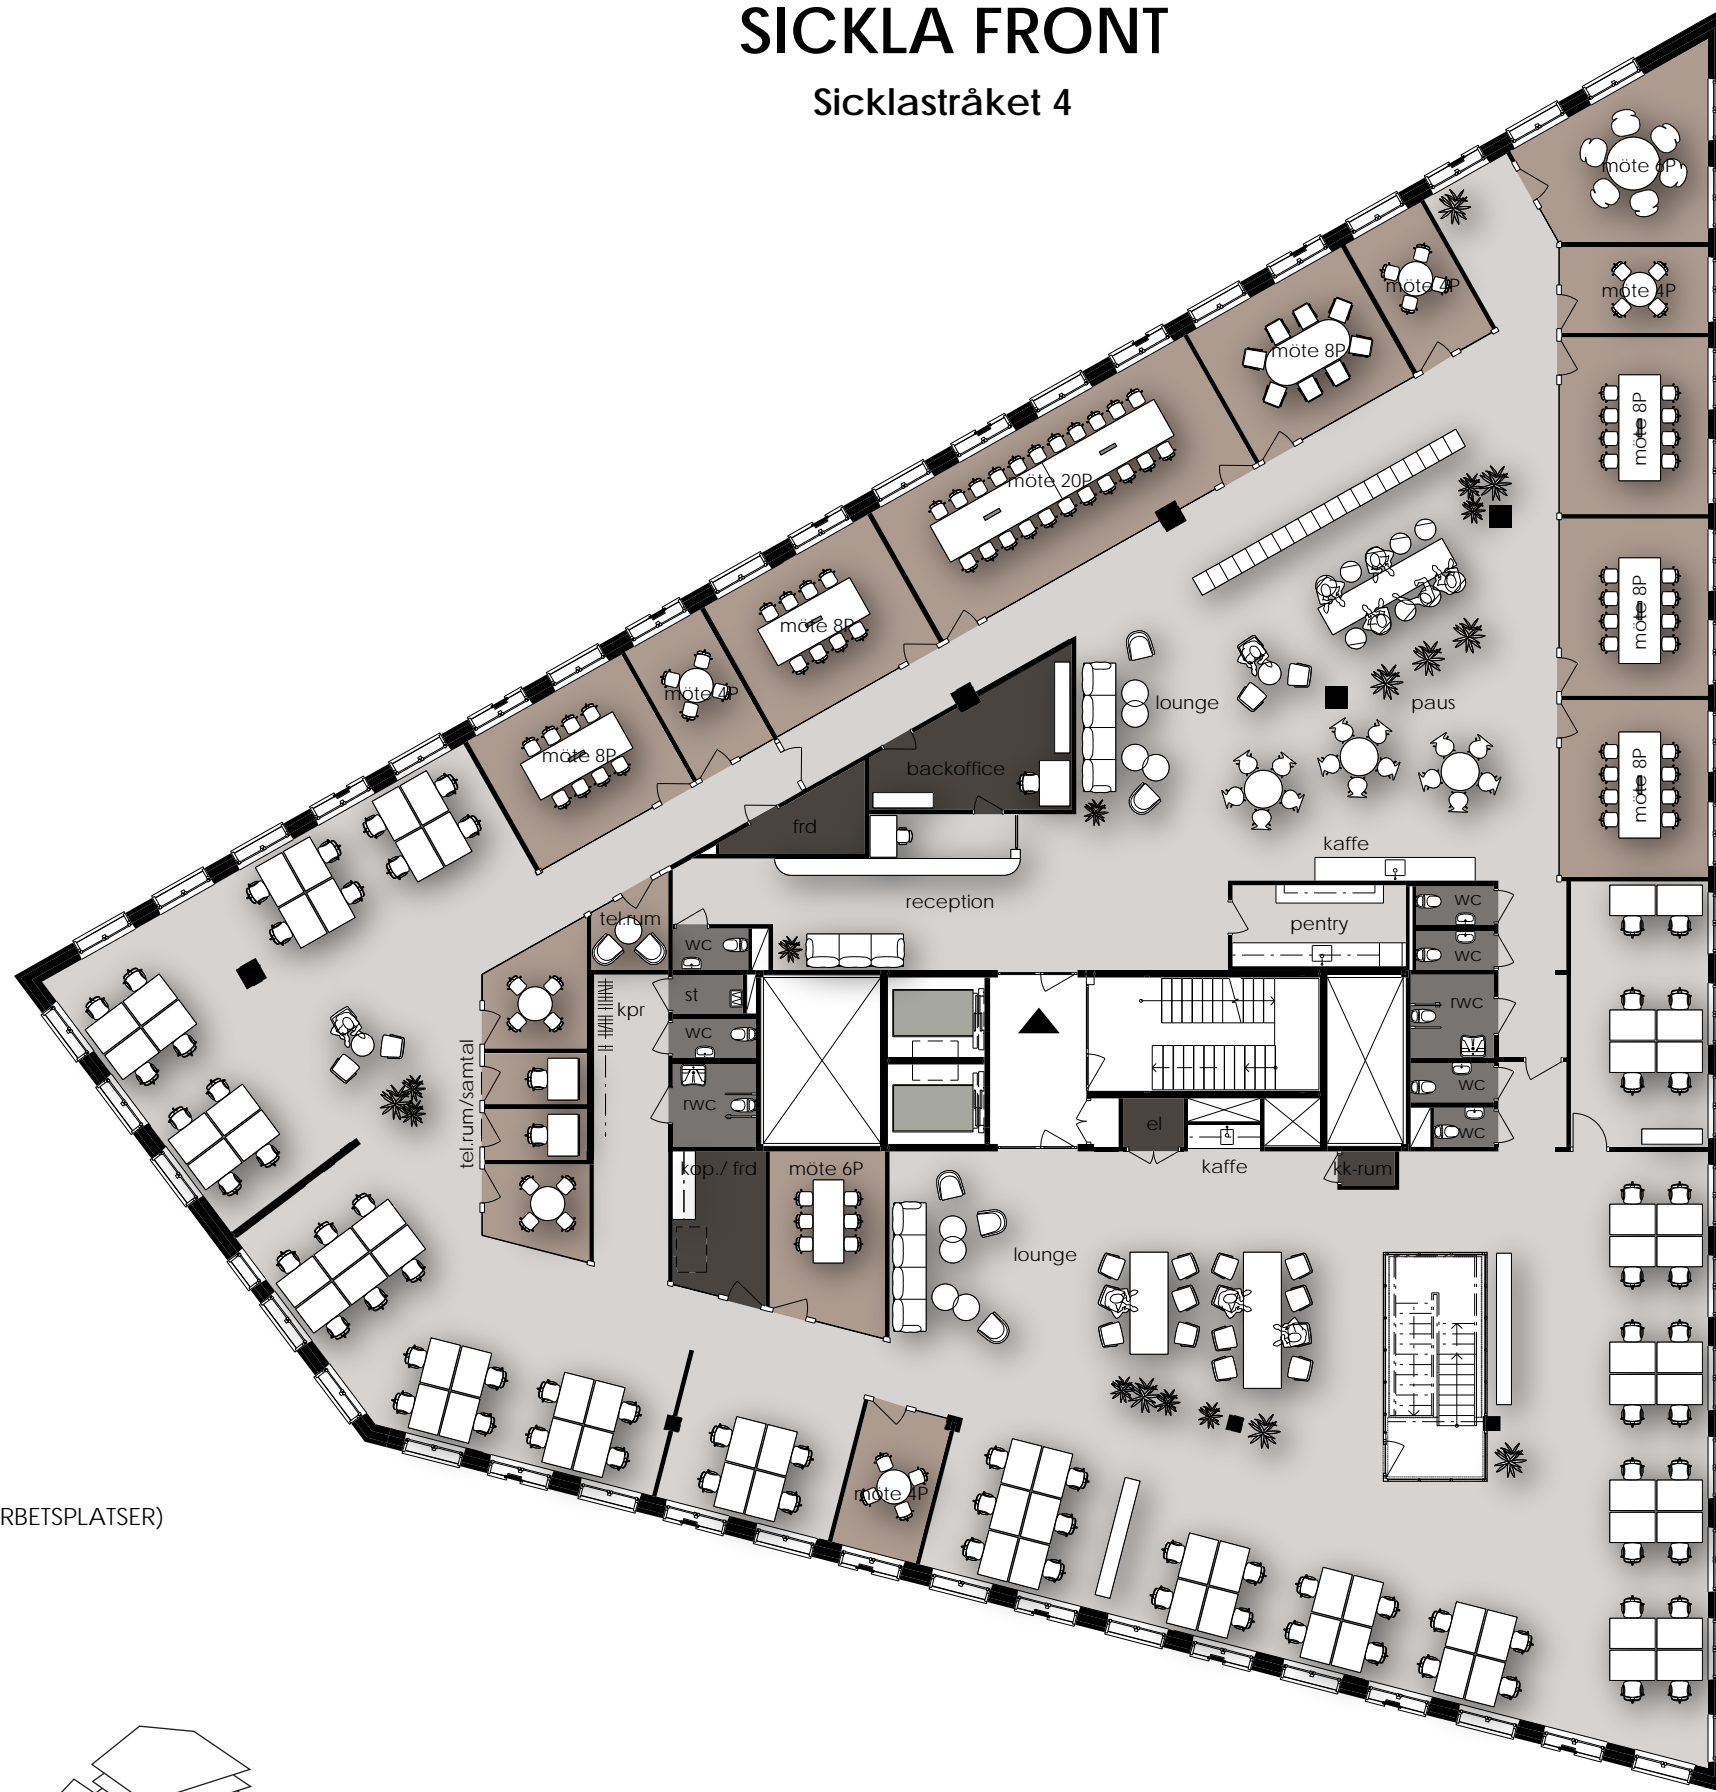 SICKLA FRONT
Sicklastråket 4
möte 6P
möte 4P
möte 4P
möte 8P
möte 8P
möte 20P
möte 8P
möte 8P
möte 4P
möte 8P
lounge
paus
möte 8P
backoffice
möte 8P
frd
kaffe
reception
wc
tel.rum
pentry
wc
wc
st
kpr
rwc
wc
tel.rum/samtal
rwc
wc
el
wc
kop./ frd
möte 6P
kaffe
kk-rum
lounge
möte 4P
RBETSPLATSER)